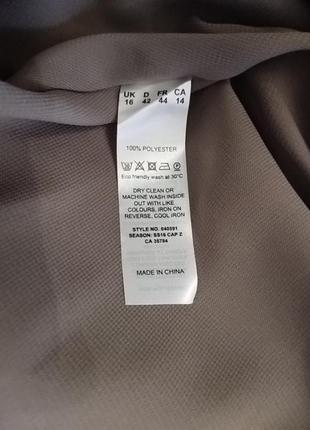 UK D FR CA
16 42 44 14
100% POLYESTER
Eco friendly wash at 30°C
DRY CLEAN OR
MACHINE WASH INSIDE
OUT WITH LIKE
COLOURS, IRON ON
REVERSE, COOL IRON
STYLE NO. 040591
SEASON: SS16 CAP 2
CA 35784
MADE IN CHINA